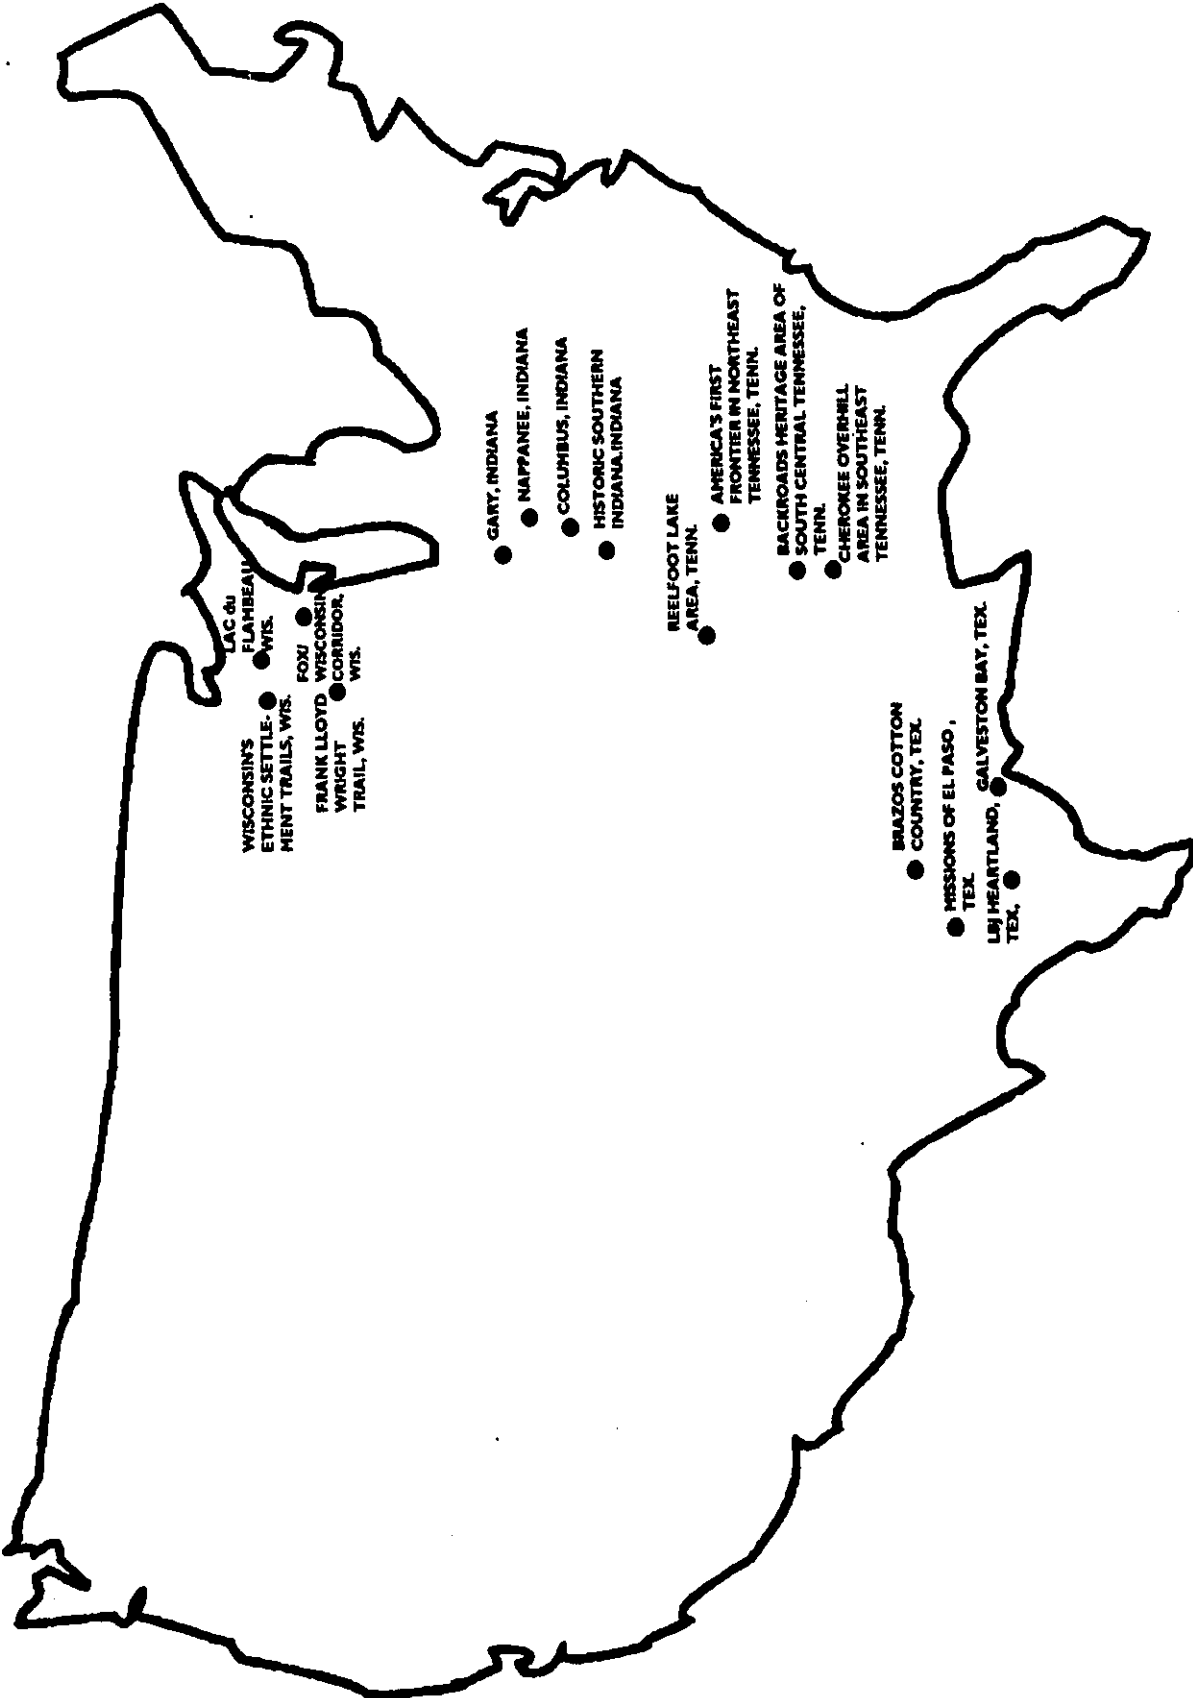 WISCONSIN'S
ETHNIC SETTLE-
MENT TRAILS, WIS.
LAC du
FLAMBEAU
WIS.
FOX/
WISCONSIN
CORRIDOR,
WIS.
FRANK LLOYD
WRIGHT
TRAIL, WIS.
GARY, INDIANA
NAPPANEE, INDIANA
COLUMBUS, INDIANA
HISTORIC SOUTHERN
INDIANA.INDIANA
REELFOOT LAKE
AREA, TENN.
AMERICA'S FIRST
FRONTIER IN NORTHEAST
TENNESSEE, TENN.
BACKROADS HERITAGE AREA OF
SOUTH CENTRAL TENNESSEE,
TENN.
CHEROKEE OVERHILL
AREA IN SOUTHEAST
TENNESSEE, TENN.
BRAZOS COTTON
COUNTRY, TEX.
MISSIONS OF EL PASO ,
TEX.
LBJ HEARTLAND,
TEX,
GALVESTON BAY, TEX.